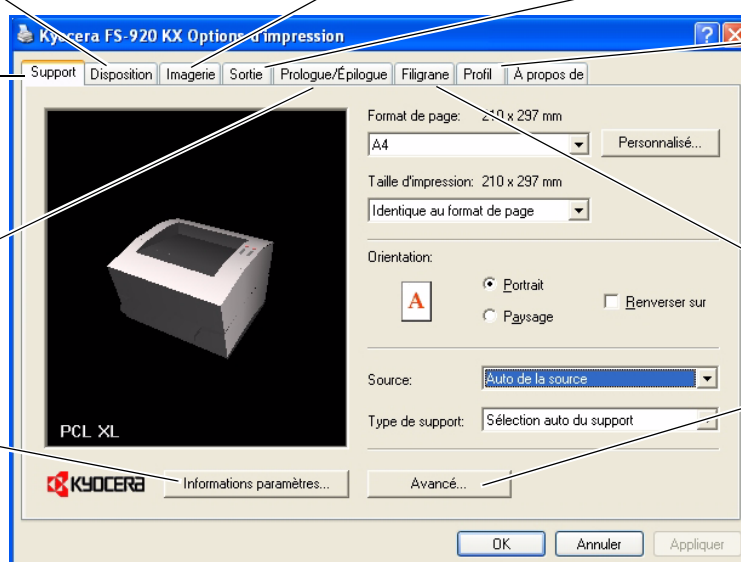 Kyocera FS-920 KX Options d'impression
Support Disposition Imagerie Sortie Prologue/Épilogue Filigrane Profil À propos de
Format de page: 210 x 297 mm
A4 Personnalisé...
Taille d'impression: 210 x 297 mm
Identique au format de page
Orientation:
A Portrait
Paysage
Renverser sur
Source: Auto de la source
Type de support: Sélection auto du support
PCL XL
KYOCERA Informations paramètres... Avancé...
OK Annuler Appliquer